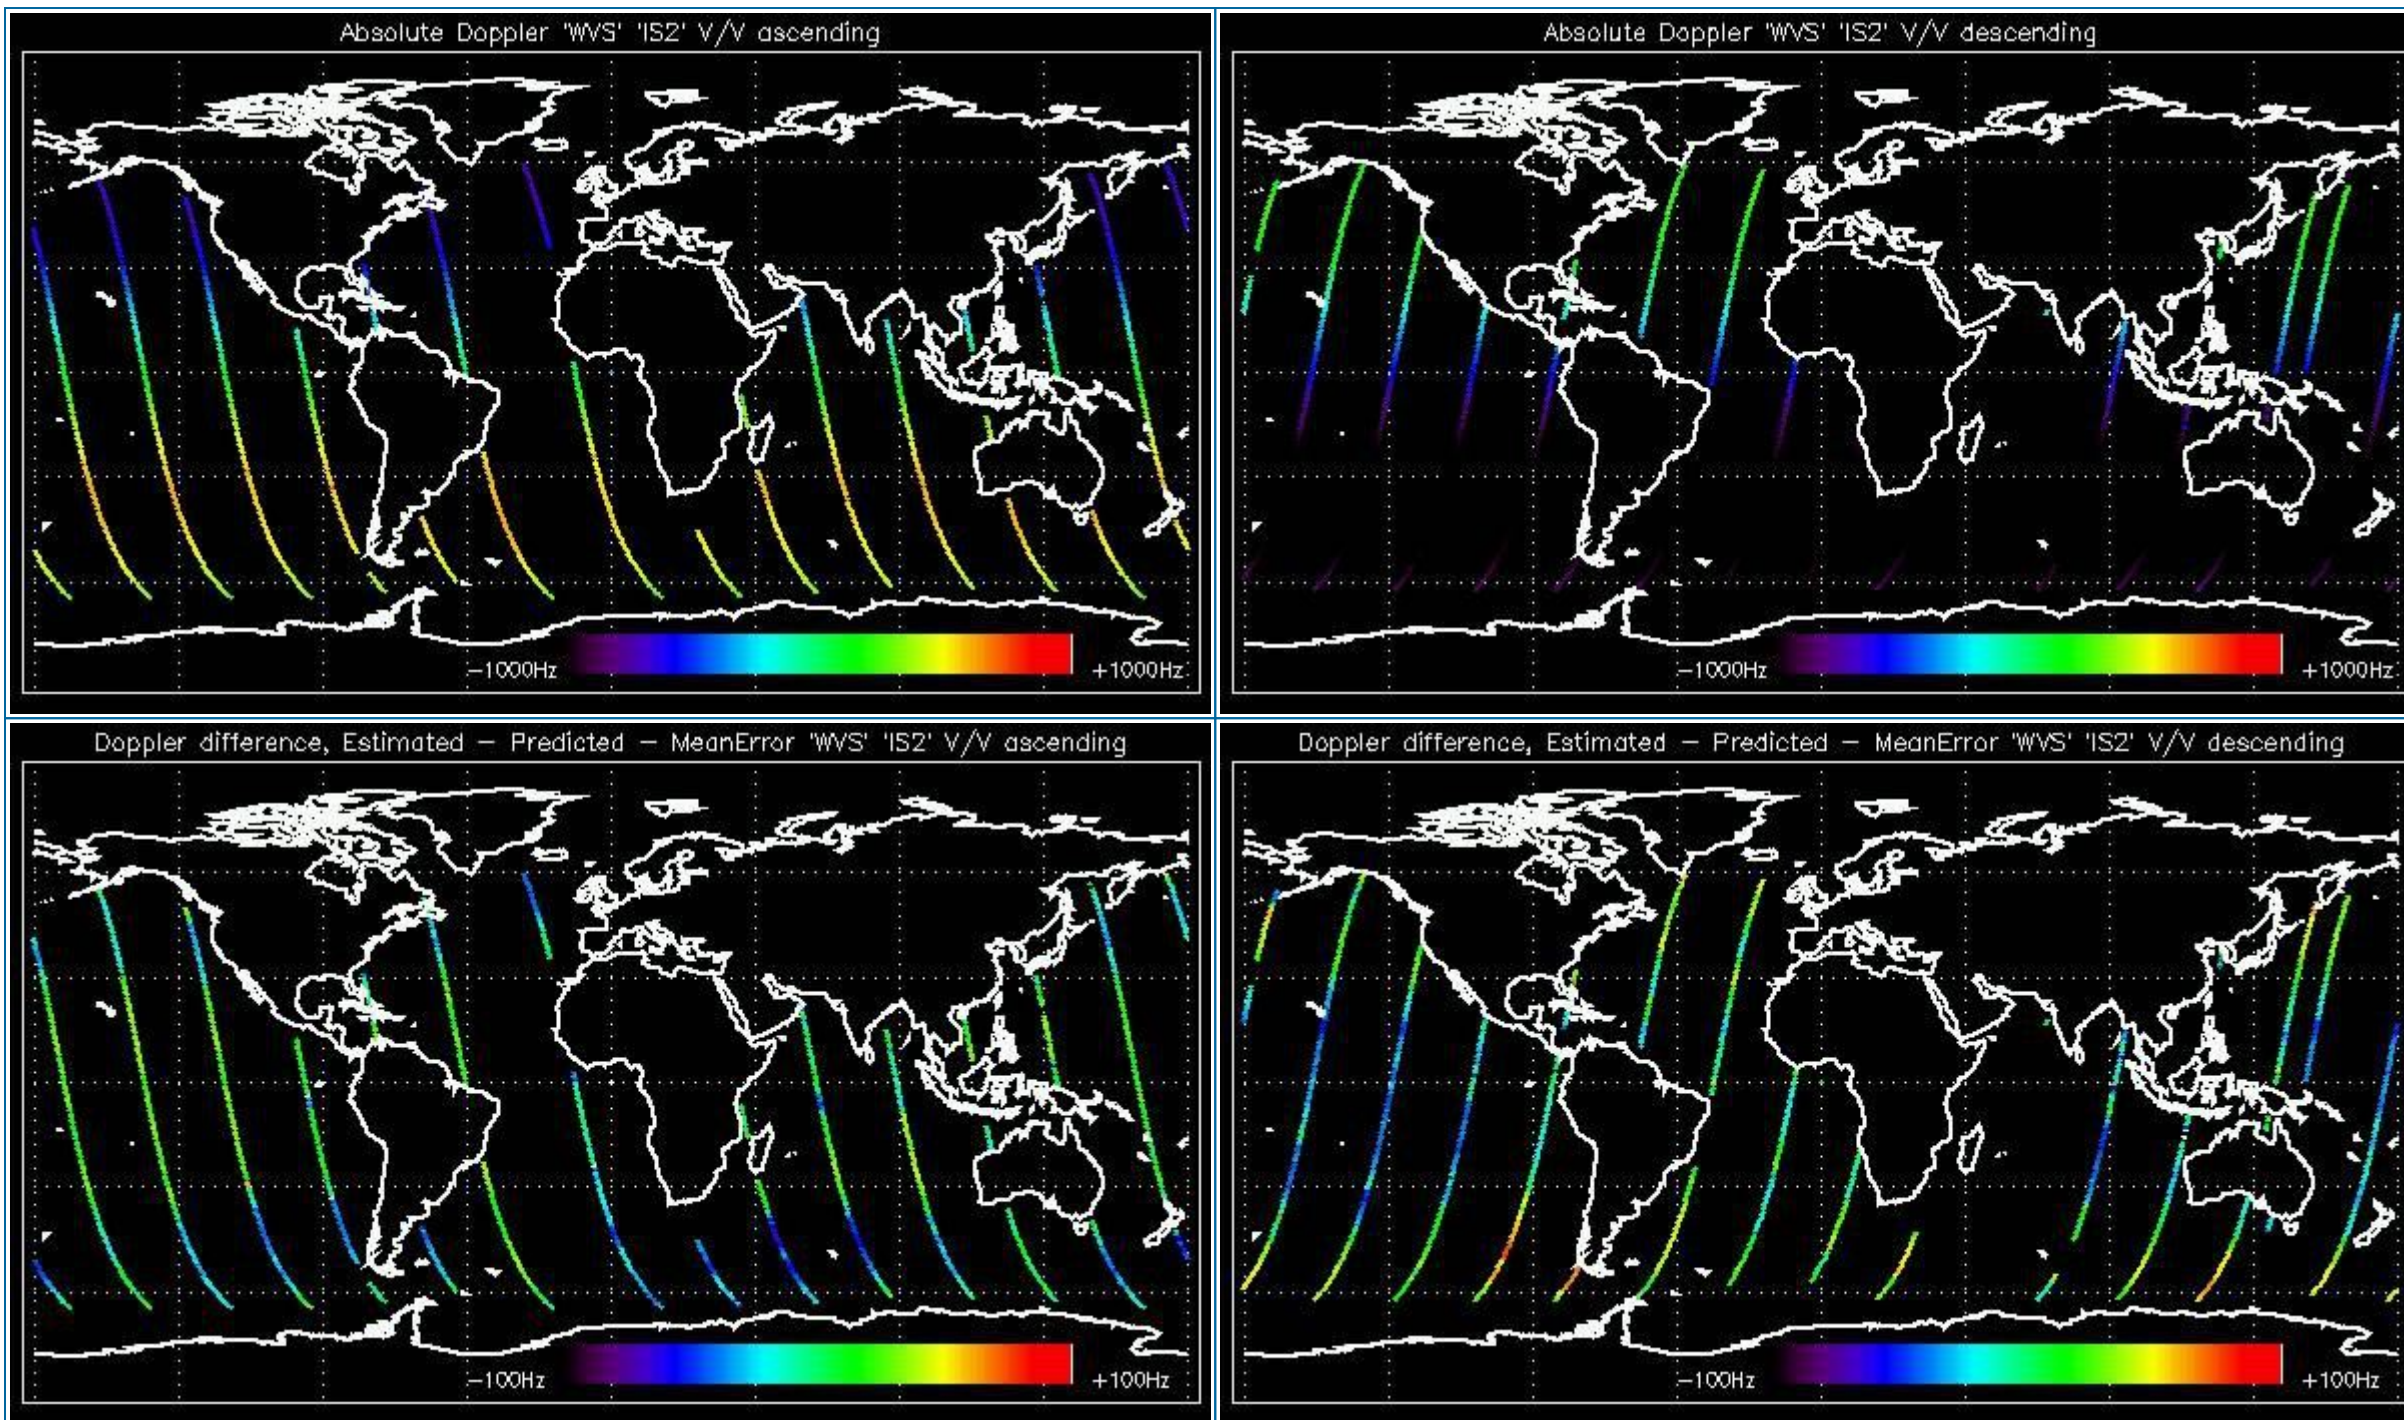 Absolute Doppler 'WVS' 'IS2' V/V ascending
-1000Hz
+1000Hz
Absolute Doppler 'WVS' 'IS2' V/V descending
-1000Hz
+1000Hz
Doppler difference, Estimated - Predicted - MeanError 'WVS' 'IS2' V/V ascending
-100Hz
+100Hz
Doppler difference, Estimated - Predicted - MeanError 'WVS' 'IS2' V/V descending
-100Hz
+100Hz